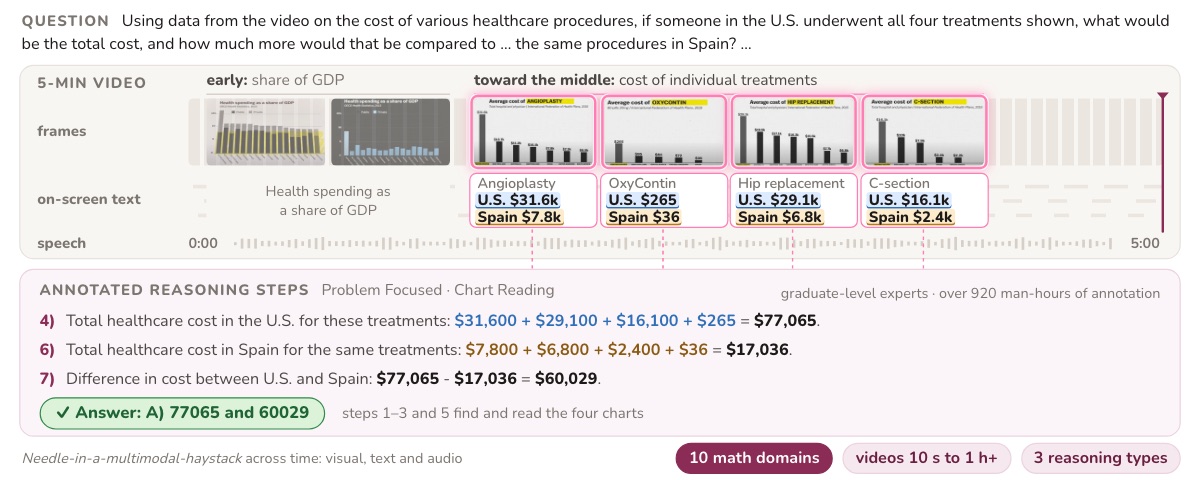 QUESTION Using data from the video on the cost of various healthcare procedures, if someone in the U.S. underwent all four treatments shown, what would
be the total cost, and how much more would that be compared to ... the same procedures in Spain? ...
5-MIN VIDEO
early: share of GDP
toward the middle: cost of individual treatments
frames
Health spending as a share of GDP
Health spending as a share of GDP
Average cost of ANGIOPLASTY
Average cost of OXYCONTIN
Average cost of HIP REPLACEMENT
Average cost of C-SECTION
on-screen text
Health spending as
a share of GDP
Angioplasty
U.S. $31.6k
Spain $7.8k
OxyContin
U.S. $265
Spain $36
Hip replacement
U.S. $29.1k
Spain $6.8k
C-section
U.S. $16.1k
Spain $2.4k
speech
0:00
5:00
ANNOTATED REASONING STEPS Problem Focused · Chart Reading
graduate-level experts · over 920 man-hours of annotation
4) Total healthcare cost in the U.S. for these treatments: $31,600 + $29,100 + $16,100 + $265 = $77,065.
6) Total healthcare cost in Spain for the same treatments: $7,800 + $6,800 + $2,400 + $36 = $17,036.
7) Difference in cost between U.S. and Spain: $77,065 - $17,036 = $60,029.
✓ Answer: A) 77065 and 60029
steps 1–3 and 5 find and read the four charts
Needle-in-a-multimodal-haystack across time: visual, text and audio
10 math domains
videos 10 s to 1 h+
3 reasoning types